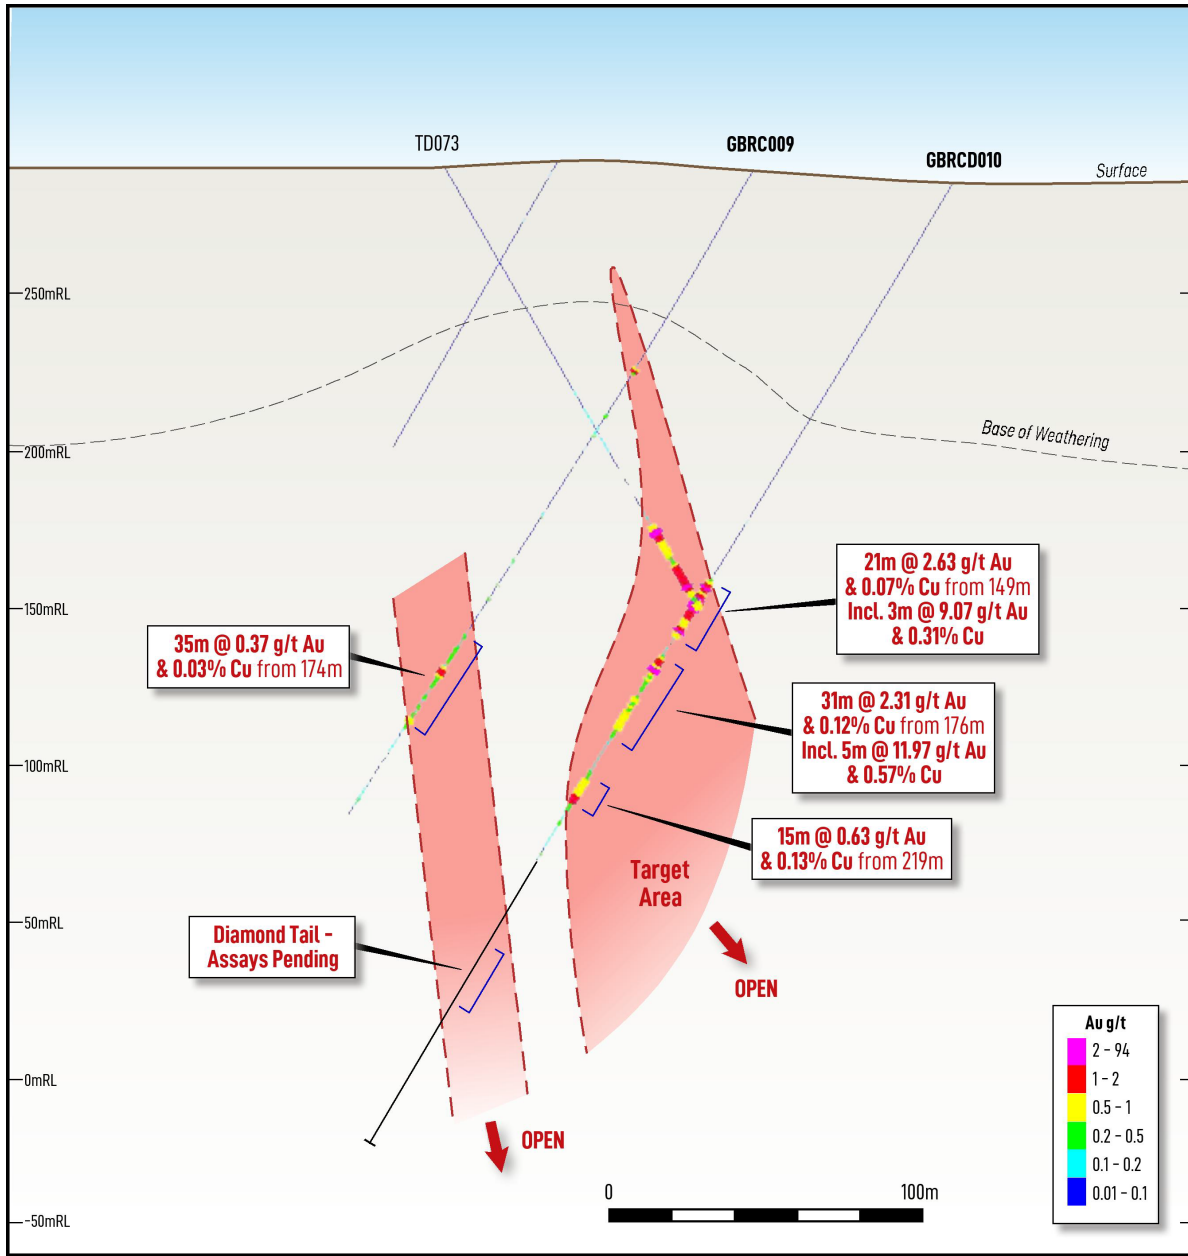 TD073
GBRC009
GBRCD010
Surface
250mRL
200mRL
Base of Weathering
150mRL
100mRL
50mRL
0mRL
-50mRL
21m @ 2.63 g/t Au
& 0.07% Cu from 149m
Incl. 3m @ 9.07 g/t Au
& 0.31% Cu
35m @ 0.37 g/t Au
& 0.03% Cu from 174m
31m @ 2.31 g/t Au
& 0.12% Cu from 176m
Incl. 5m @ 11.97 g/t Au
& 0.57% Cu
15m @ 0.63 g/t Au
& 0.13% Cu from 219m
Target
Area
Diamond Tail -
Assays Pending
OPEN
OPEN
Au g/t
2 - 94
1 - 2
0.5 - 1
0.2 - 0.5
0.1 - 0.2
0.01 - 0.1
0
100m